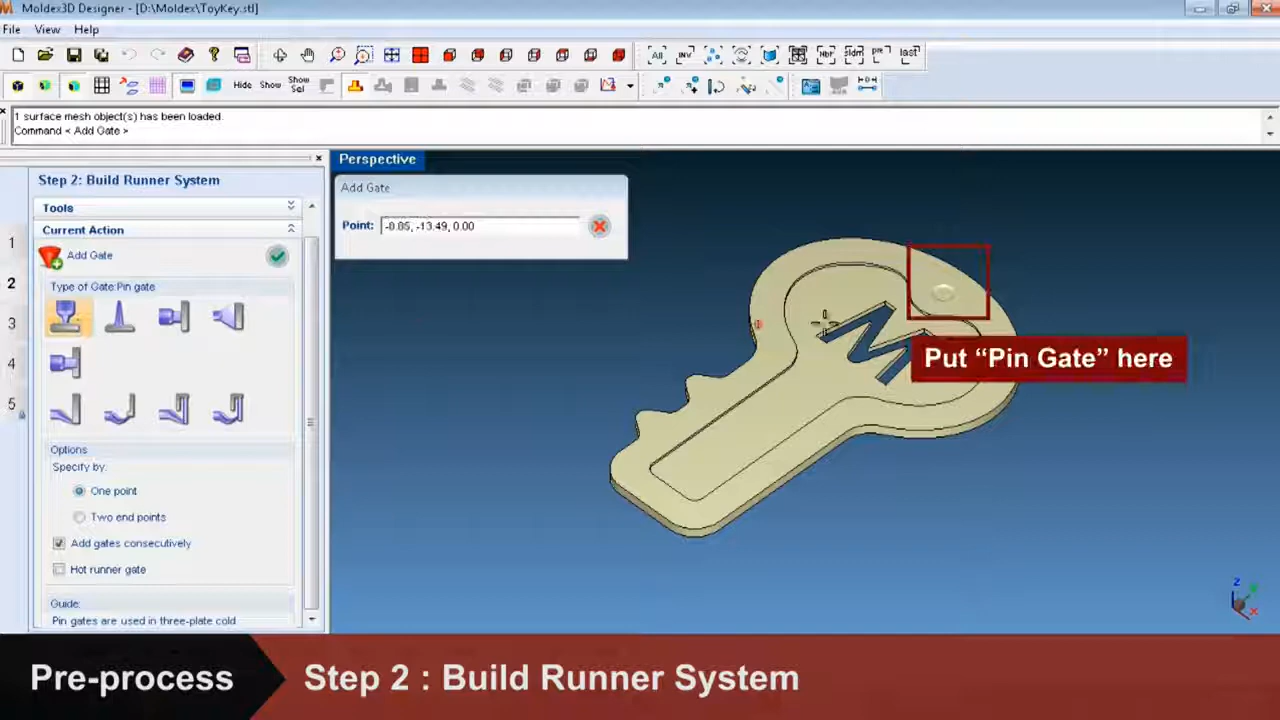 Moldex3D Designer - [D:\Moldex\ToyKey.stl]
File View Help
Hide Show Show Sel
1 surface mesh object(s) has been loaded.
Command < Add Gate >
Step 2: Build Runner System
Tools
Current Action
Add Gate
Type of Gate:Pin gate
1
2
3
4
5
Options
Specify by:
One point
Two end points
Add gates consecutively
Hot runner gate
Guide:
Pin gates are used in three-plate cold
Perspective
Add Gate
Point: -0.05, -13.49, 0.00
Put “Pin Gate” here
Z
X
Pre-process
Step 2 : Build Runner System